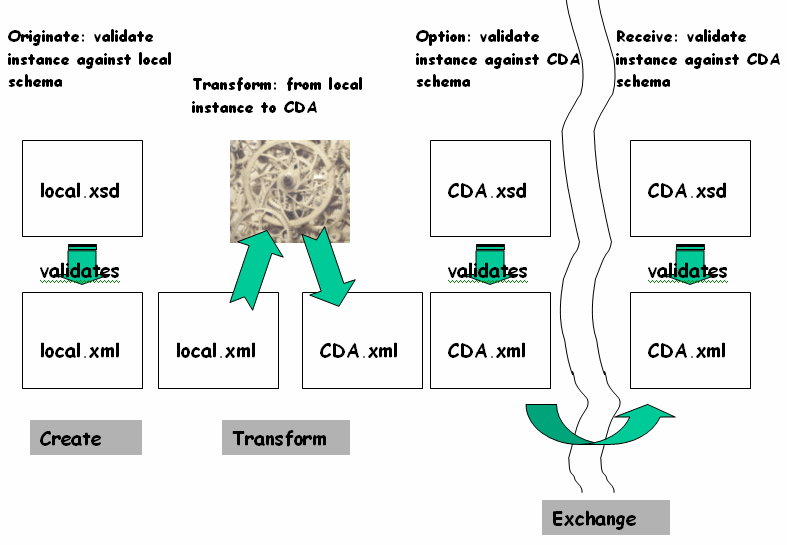 Originate: validate
instance against local
schema
Transform: from local
instance to CDA
Option: validate
instance against CDA
schema
Receive: validate
instance against CDA
schema
local.xsd
CDA.xsd
CDA.xsd
validates
validates
validates
local.xml
local.xml
CDA.xml
CDA.xml
CDA.xml
Create
Transform
Exchange